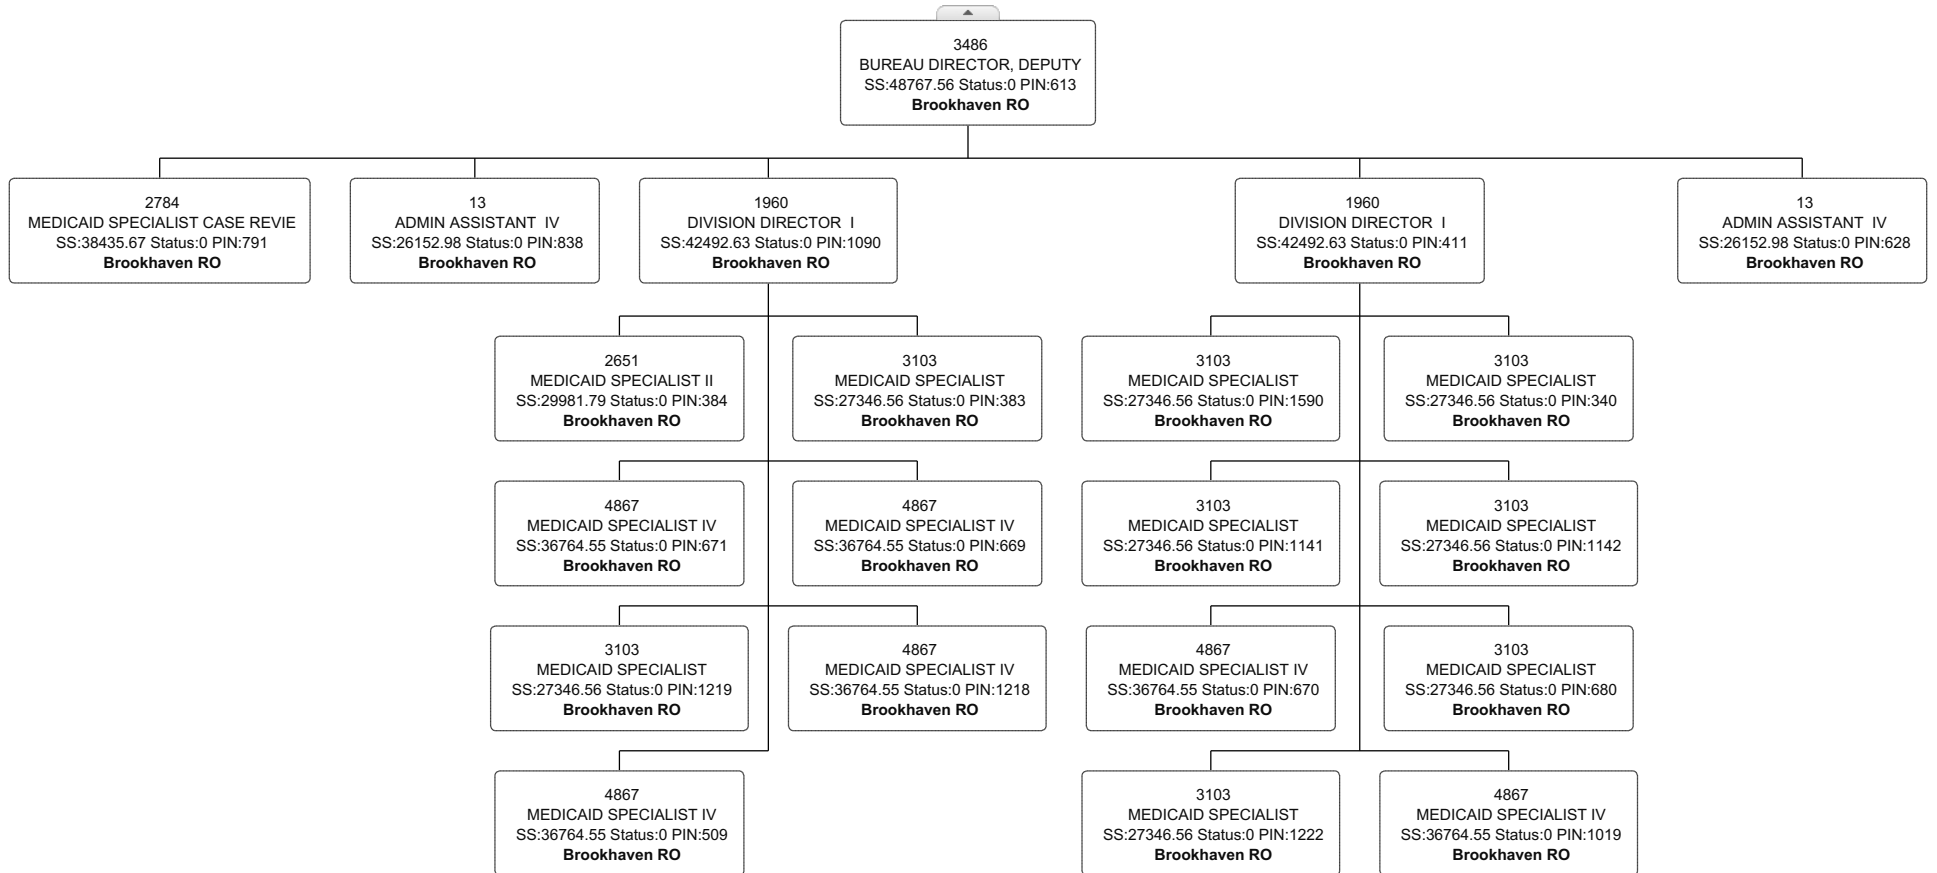 3486
BUREAU DIRECTOR, DEPUTY
SS:48767.56 Status:0 PIN:613
Brookhaven RO
2784
MEDICAID SPECIALIST CASE REVIE
SS:38435.67 Status:0 PIN:791
Brookhaven RO
13
ADMIN ASSISTANT  IV
SS:26152.98 Status:0 PIN:838
Brookhaven RO
1960
DIVISION DIRECTOR  I
SS:42492.63 Status:0 PIN:1090
Brookhaven RO
1960
DIVISION DIRECTOR  I
SS:42492.63 Status:0 PIN:411
Brookhaven RO
13
ADMIN ASSISTANT  IV
SS:26152.98 Status:0 PIN:628
Brookhaven RO
2651
MEDICAID SPECIALIST II
SS:29981.79 Status:0 PIN:384
Brookhaven RO
3103
MEDICAID SPECIALIST
SS:27346.56 Status:0 PIN:383
Brookhaven RO
3103
MEDICAID SPECIALIST
SS:27346.56 Status:0 PIN:1590
Brookhaven RO
3103
MEDICAID SPECIALIST
SS:27346.56 Status:0 PIN:340
Brookhaven RO
4867
MEDICAID SPECIALIST IV
SS:36764.55 Status:0 PIN:671
Brookhaven RO
4867
MEDICAID SPECIALIST IV
SS:36764.55 Status:0 PIN:669
Brookhaven RO
3103
MEDICAID SPECIALIST
SS:27346.56 Status:0 PIN:1141
Brookhaven RO
3103
MEDICAID SPECIALIST
SS:27346.56 Status:0 PIN:1142
Brookhaven RO
3103
MEDICAID SPECIALIST
SS:27346.56 Status:0 PIN:1219
Brookhaven RO
4867
MEDICAID SPECIALIST IV
SS:36764.55 Status:0 PIN:1218
Brookhaven RO
4867
MEDICAID SPECIALIST IV
SS:36764.55 Status:0 PIN:670
Brookhaven RO
3103
MEDICAID SPECIALIST
SS:27346.56 Status:0 PIN:680
Brookhaven RO
4867
MEDICAID SPECIALIST IV
SS:36764.55 Status:0 PIN:509
Brookhaven RO
3103
MEDICAID SPECIALIST
SS:27346.56 Status:0 PIN:1222
Brookhaven RO
4867
MEDICAID SPECIALIST IV
SS:36764.55 Status:0 PIN:1019
Brookhaven RO